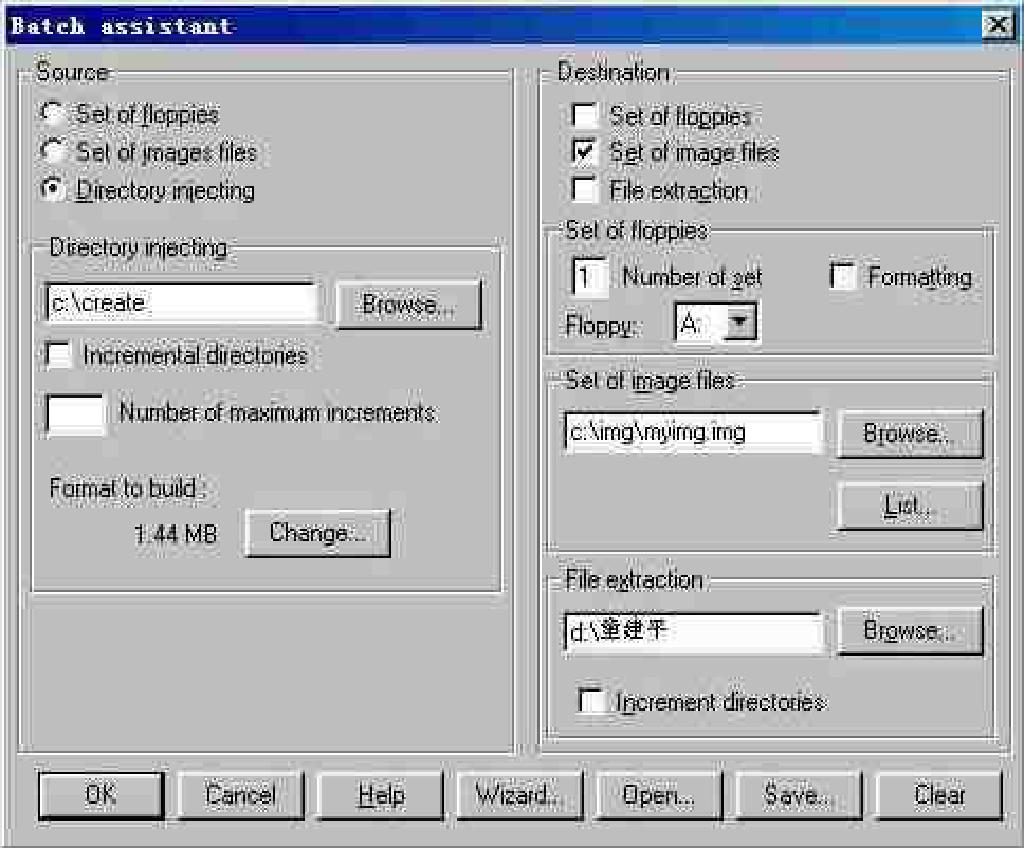 Batch assistant
Source
Set of floppies
Set of images files
Directory injecting
Directory injecting
c:\create
Browse...
Incremental directories
Number of maximum increments
Format to build :
1.44 MB
Change...
Destination
Set of floppies
Set of image files
File extraction
Set of floppies
1 Number of set
Formatting
Floppy: A:
Set of image files
c:\img\myimg.img
Browse...
List...
File extraction
d:\童建平
Browse...
Increment directories
OK
Cancel
Help
Wizard...
Open...
Save...
Clear